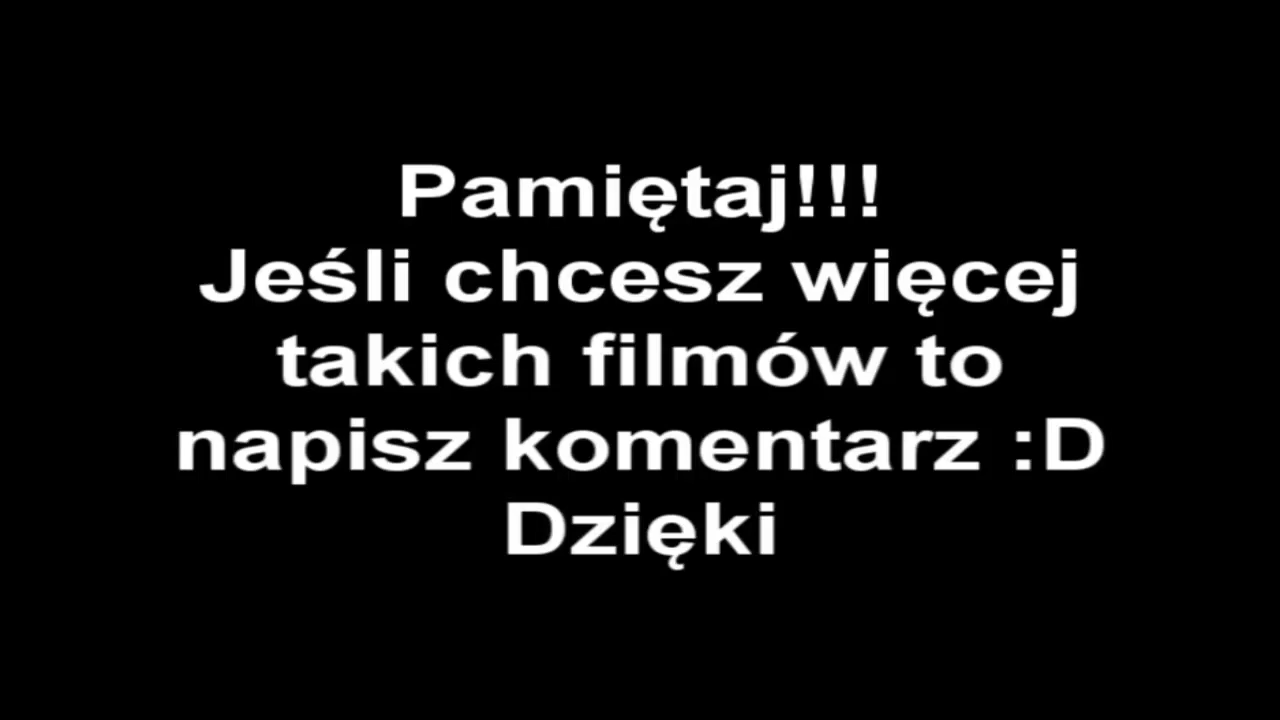 Pamiętaj!!!
Jeśli chcesz więcej
takich filmów to
napisz komentarz :D
Dzięki